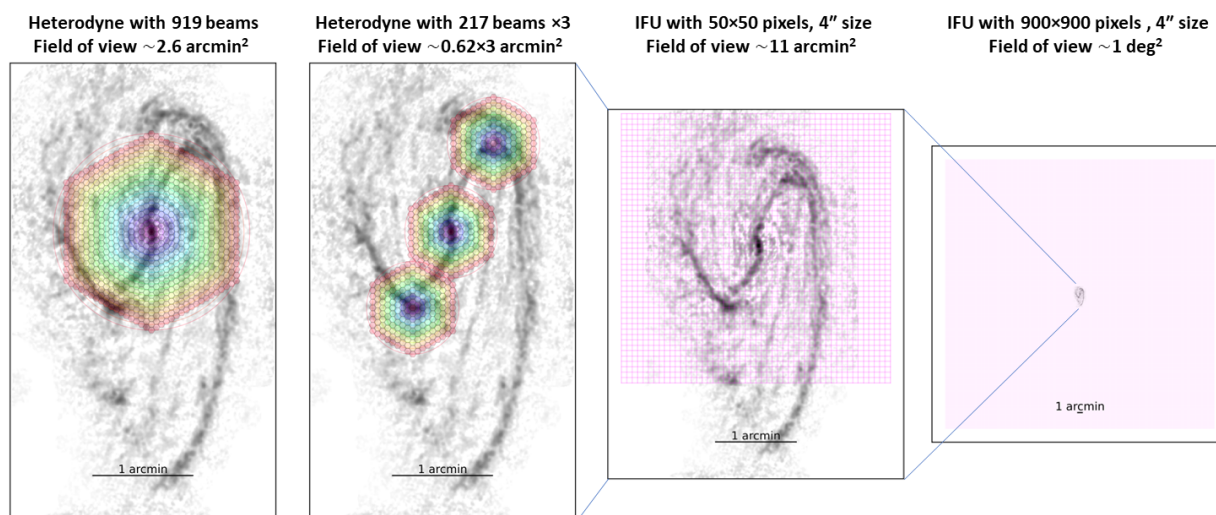 Heterodyne with 919 beams
Field of view ~2.6 arcmin²
Heterodyne with 217 beams ×3
Field of view ~0.62×3 arcmin²
IFU with 50×50 pixels, 4” size
Field of view ~11 arcmin²
IFU with 900×900 pixels , 4” size
Field of view ~1 deg²
1 arcmin
1 arcmin
1 arcmin
1 arcmin